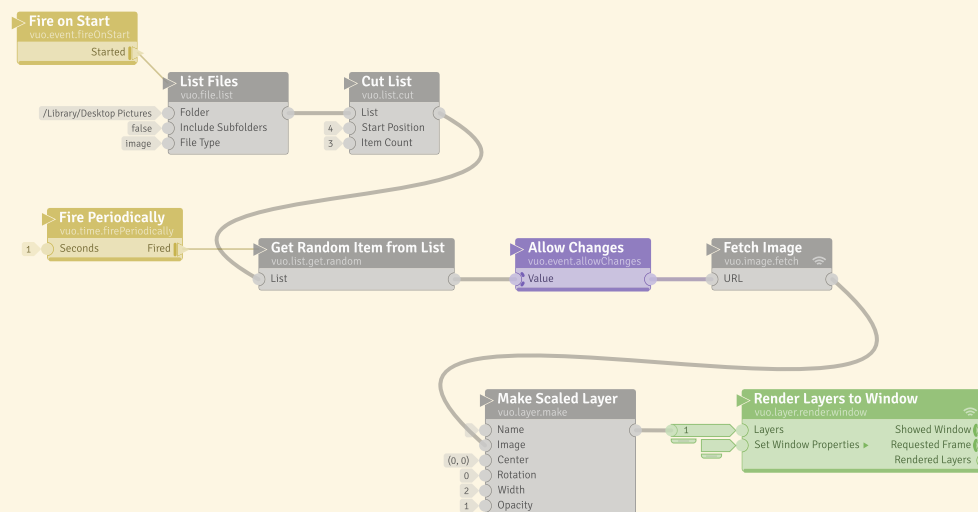 Fire on Start
vuo.event.fireOnStart
Started
List Files
vuo.file.list
/Library/Desktop Pictures
Folder
false
Include Subfolders
image
File Type
Cut List
vuo.list.cut
List
4
Start Position
3
Item Count
Fire Periodically
vuo.time.firePeriodically
1
Seconds
Fired
Get Random Item from List
vuo.list.get.random
List
Allow Changes
vuo.event.allowChanges
Value
Fetch Image
vuo.image.fetch
URL
Make Scaled Layer
vuo.layer.make
Name
Image
(0, 0)
Center
0
Rotation
2
Width
1
Opacity
Render Layers to Window
vuo.layer.render.window
1
Layers
Showed Window
Set Window Properties
Requested Frame
Rendered Layers